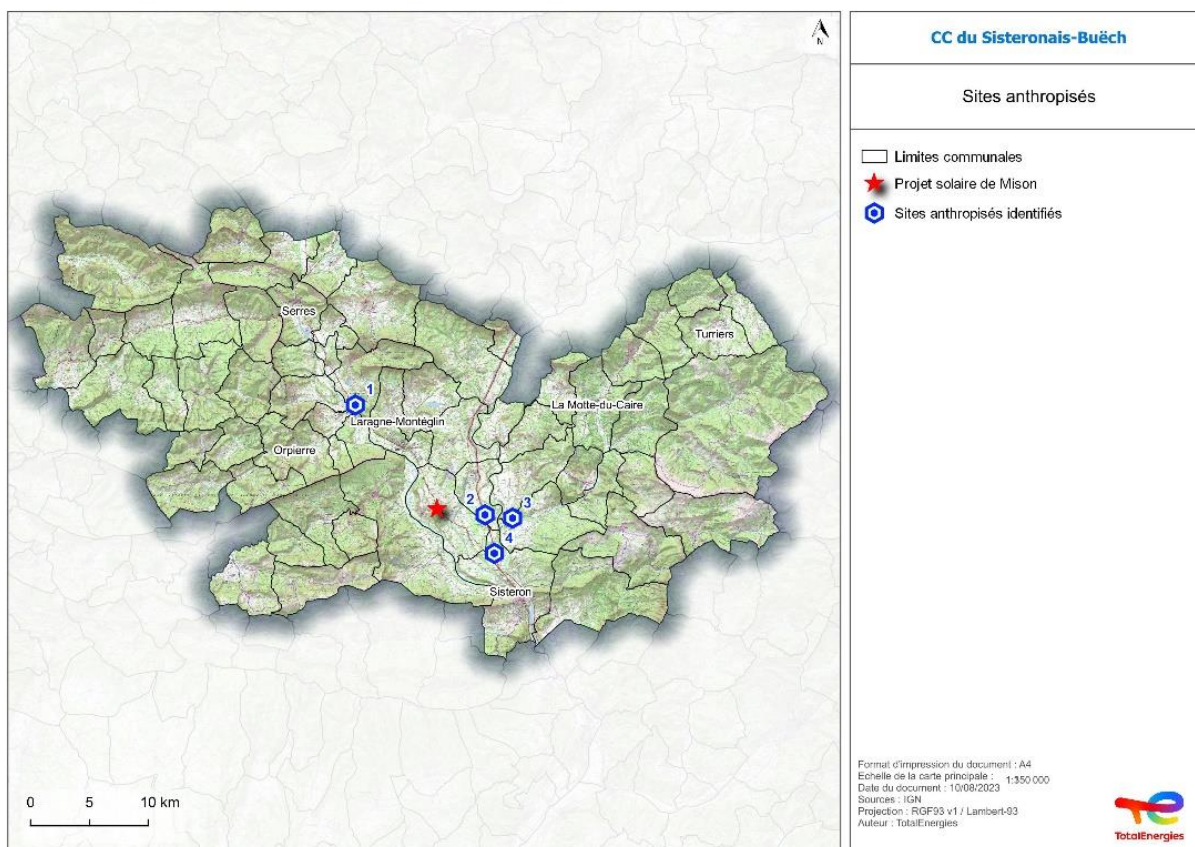 N
CC du Sisteronais-Buëch
Sites anthropisés
Limites communales
Projet solaire de Mison
Sites anthropisés identifiés
Serres
Turriers
1
La Motte-du-Caire
Laragne-Montéglin
Orpierre
2
3
4
Sisteron
0 5 10 km
Format d'impression du document : A4
Echelle de la carte principale : 1:350 000
Date du document : 10/08/2023
Sources : IGN
Projection : RGF93 v1 / Lambert-93
Auteur : TotalEnergies
TotalEnergies